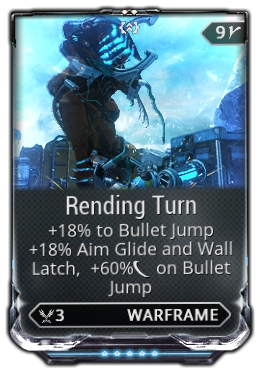 9
Rending Turn
+18% to Bullet Jump
+18% Aim Glide and Wall
Latch, +60% on Bullet
Jump
3 WARFRAME